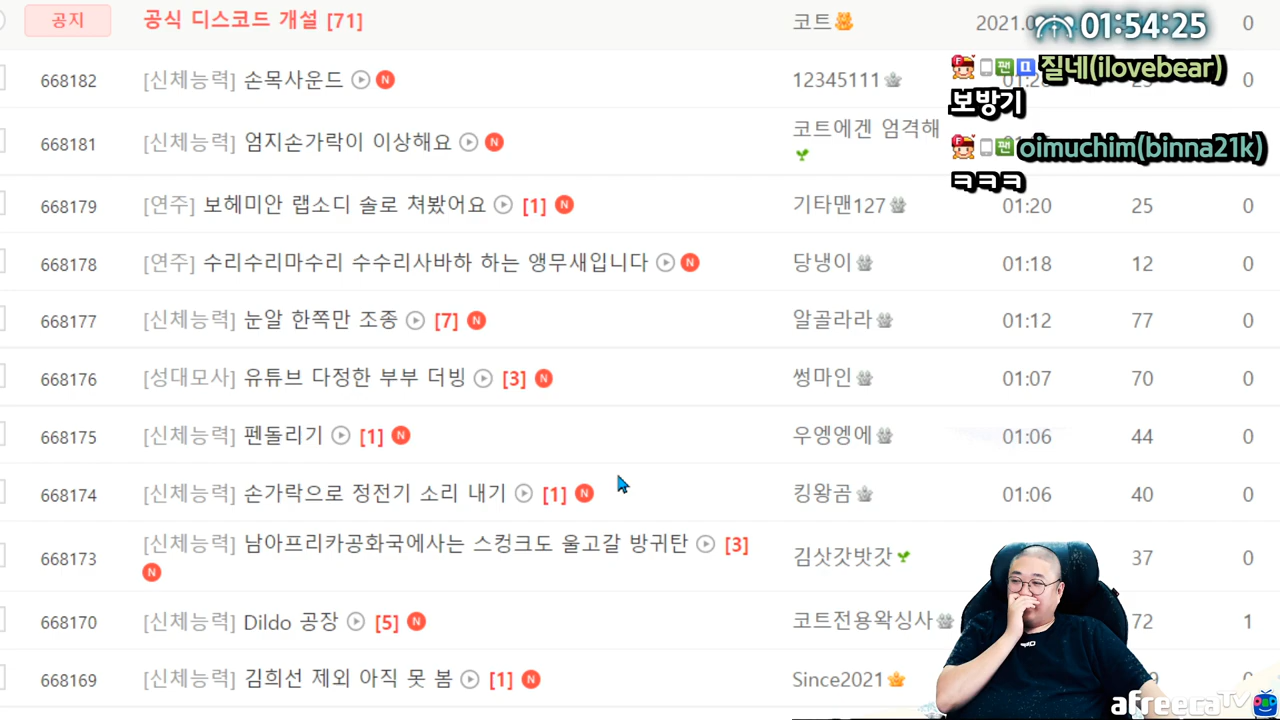 공지 공식 디스코드 개설 [71] 코트 2021.0 01:54:25 0
668182 [신체능력] 손목사운드 N 12345111 0
질네(ilovebear)
보방기
668181 [신체능력] 엄지손가락이 이상해요 N 코트에겐 엄격해
oimuchim(binna21k)
ㅋㅋㅋ
668179 [연주] 보헤미안 랩소디 솔로 쳐봤어요 [1] N 기타맨127 01:20 25 0
668178 [연주] 수리수리마수리 수수리사바하 하는 앵무새입니다 N 당냉이 01:18 12 0
668177 [신체능력] 눈알 한쪽만 조종 [7] N 알골라라 01:12 77 0
668176 [성대모사] 유튜브 다정한 부부 더빙 [3] N 썽마인 01:07 70 0
668175 [신체능력] 펜돌리기 [1] N 우엥엥에 01:06 44 0
668174 [신체능력] 손가락으로 정전기 소리 내기 [1] N 킹왕곰 01:06 40 0
668173 [신체능력] 남아프리카공화국에사는 스컹크도 울고갈 방귀탄 [3] N 김삿갓밧갓 37 0
668170 [신체능력] Dildo 공장 [5] N 코트전용왁싱사 72 1
668169 [신체능력] 김희선 제외 아직 못 봄 [1] N Since2021
afreecaTV